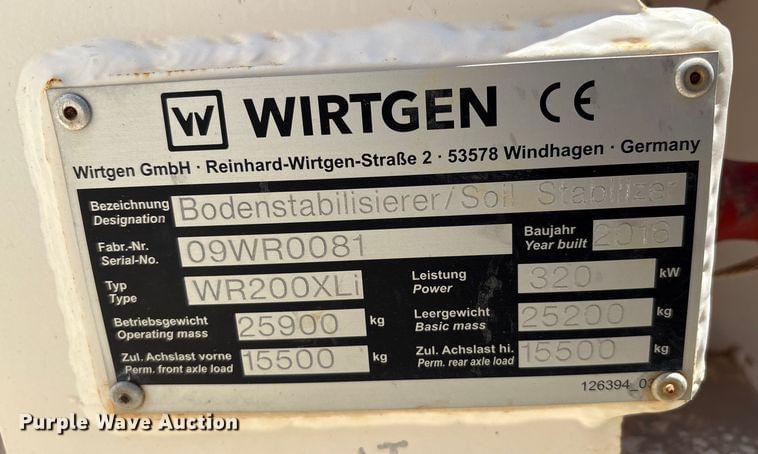 W WIRTGEN CE
Wirtgen GmbH · Reinhard-Wirtgen-Straße 2 · 53578 Windhagen · Germany
Bezeichnung
Designation
Bodenstabilisierer/Soil Stabilizer
Fabr.-Nr.
Serial-No.
09WR0081
Baujahr
Year built
2018
Typ
Type
WR200XLi
Leistung
Power
320 kW
Betriebsgewicht
Operating mass
25900 kg
Leergewicht
Basic mass
25200 kg
Zul. Achslast vorne
Perm. front axle load
15500 kg
Zul. Achslast hi.
Perm. rear axle load
15500 kg
Purple Wave Auction